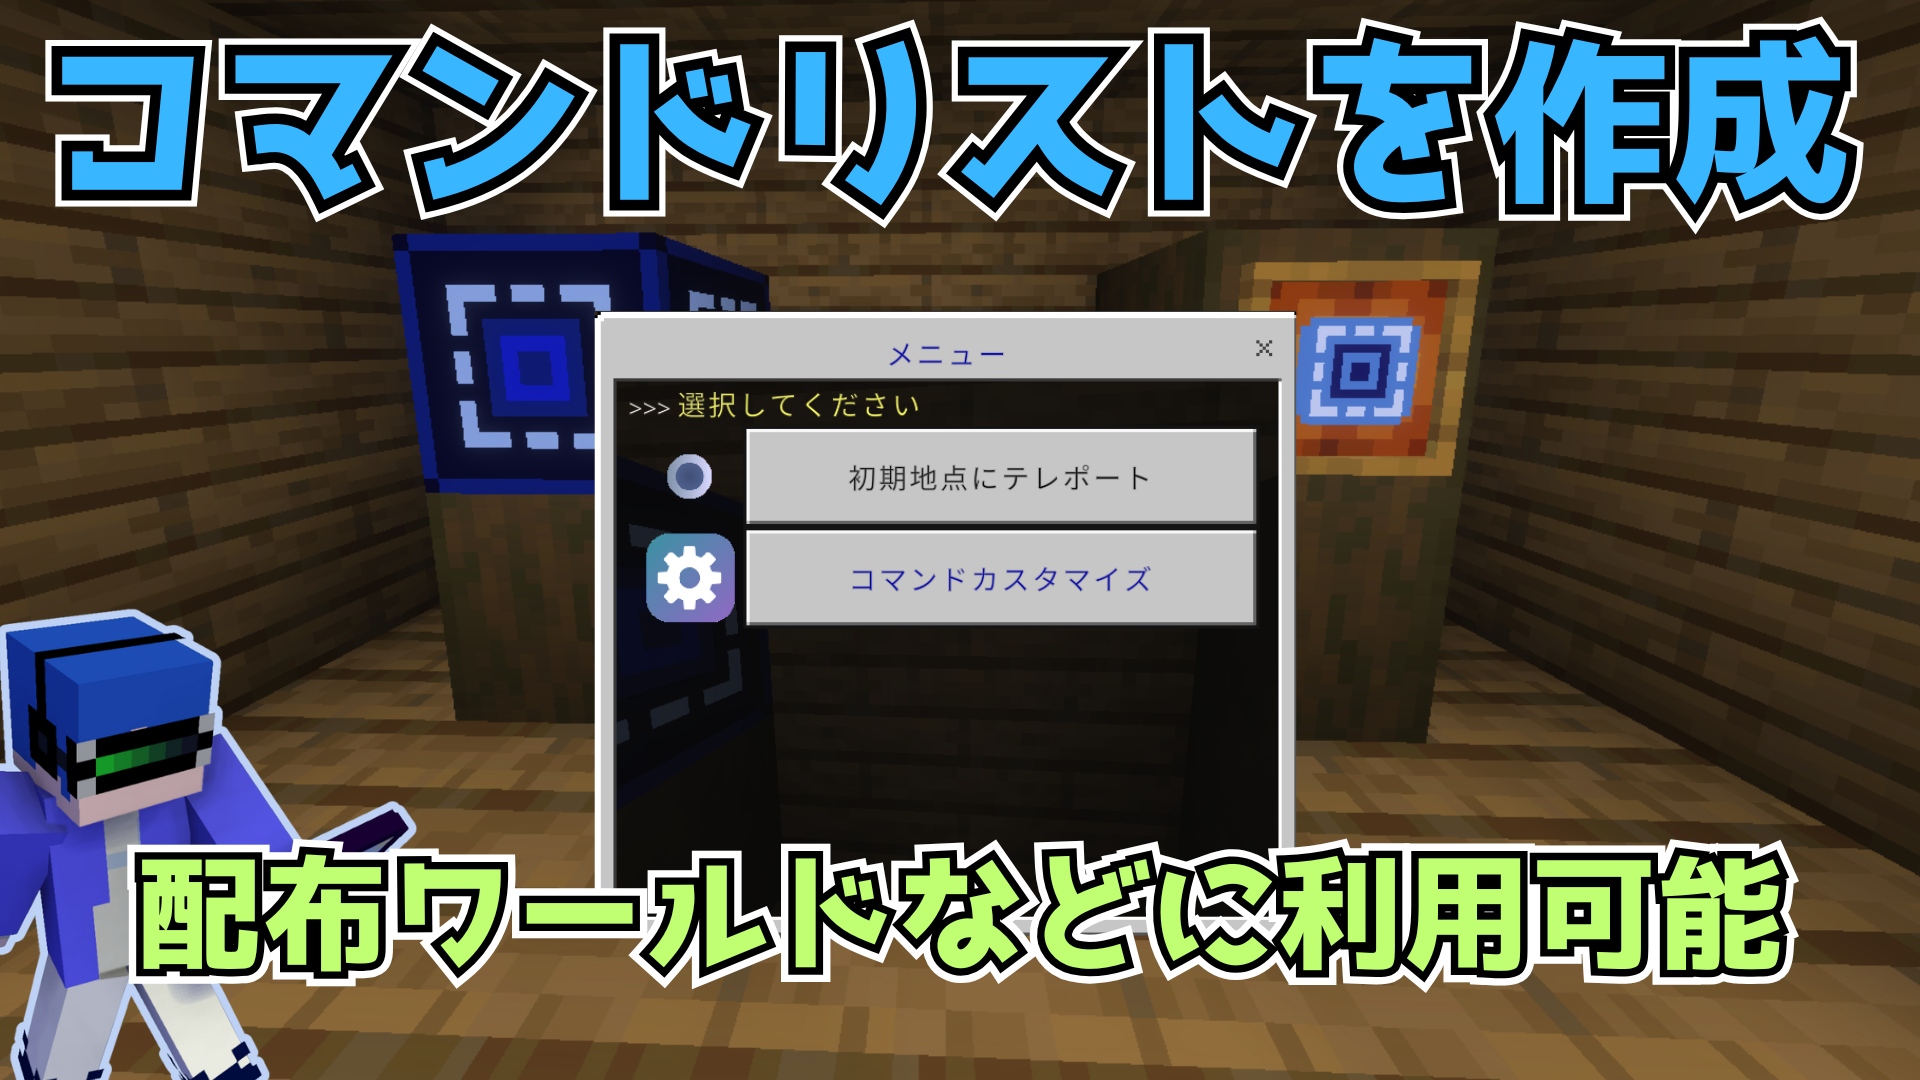 コマンドリストを作成
メニュー
>>> 選択してください
初期地点にテレポート
コマンドカスタマイズ
配布ワールドなどに利用可能